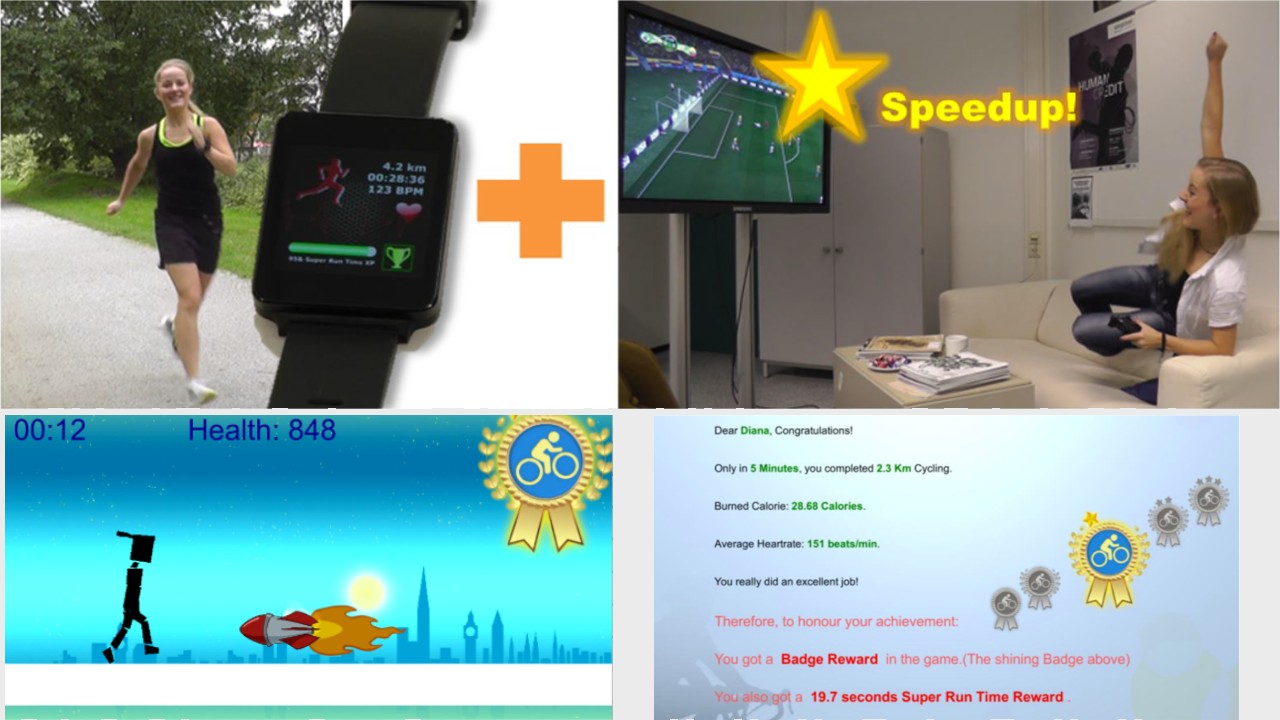 4.2 km
00:28:36
123 BPM
95% Super Run Time XP
Speedup!
HUMAN
CREDIT
SAMSUNG
00:12 Health: 848
Dear Diana, Congratulations!
Only in 5 Minutes, you completed 2.3 Km Cycling.
Burned Calorie: 28.68 Calories.
Average Heartrate: 151 beats/min.
You really did an excellent job!
Therefore, to honour your achievement:
You got a Badge Reward in the game.(The shining Badge above)
You also got a 19.7 seconds Super Run Time Reward .